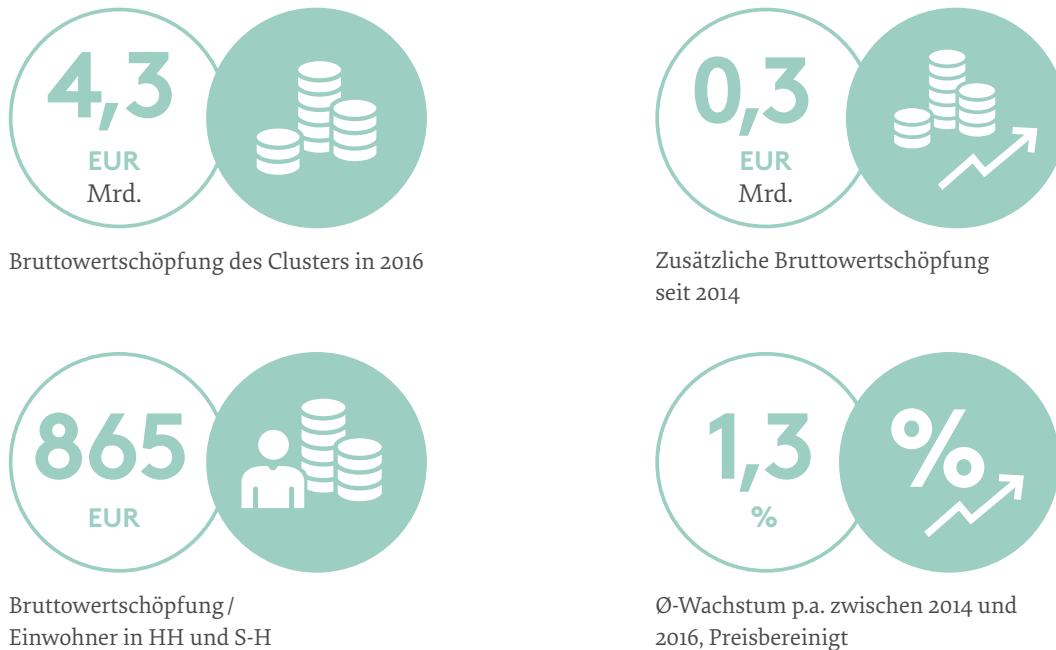 4,3
EUR
Mrd.
Bruttowertschöpfung des Clusters in 2016
0,3
EUR
Mrd.
Zusätzliche Bruttowertschöpfung
seit 2014
865
EUR
Bruttowertschöpfung /
Einwohner in HH und S-H
1,3
%
%
Ø-Wachstum p.a. zwischen 2014 und
2016, Preisbereinigt